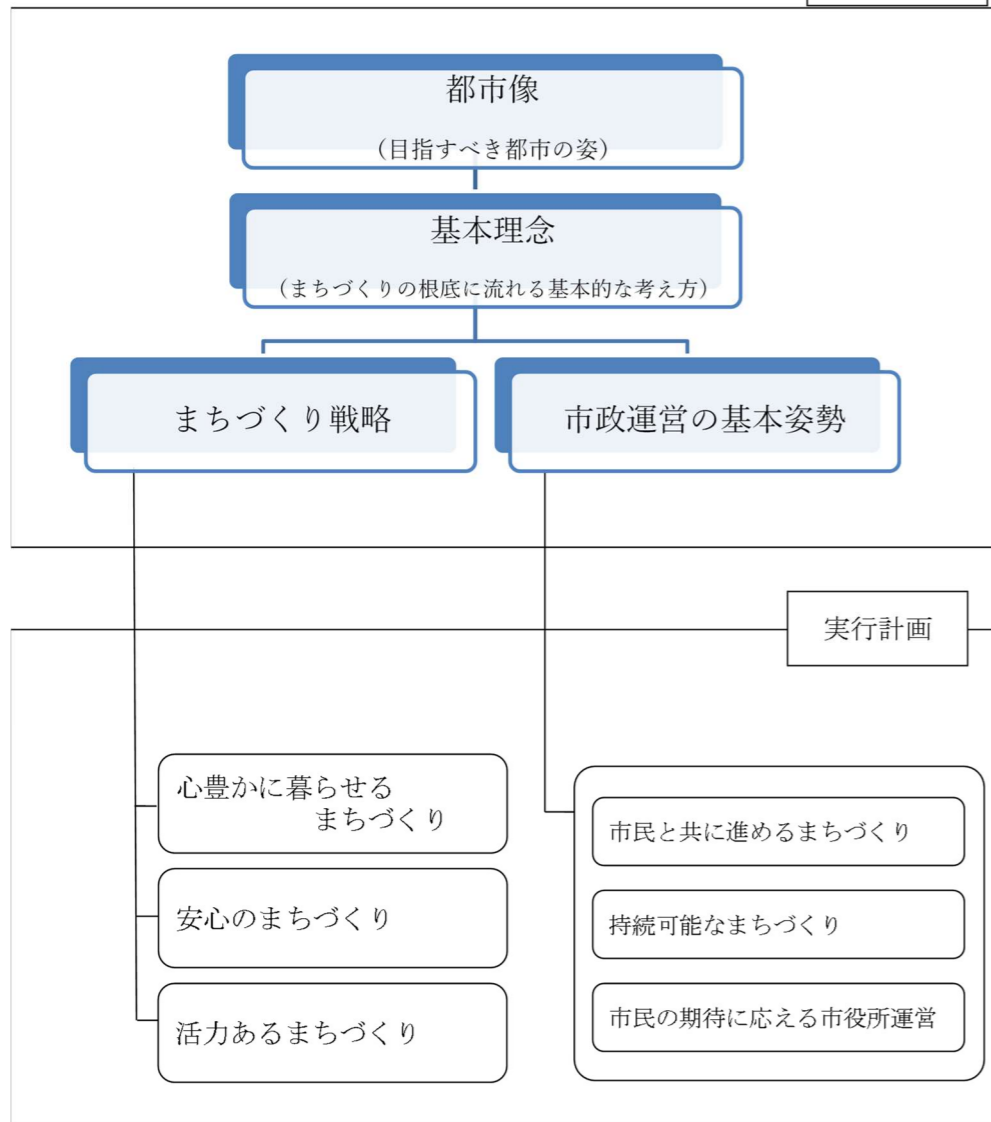 都市像
(目指すべき都市の姿)
基本理念
(まちづくりの根底に流れる基本的な考え方)
まちづくり戦略
市政運営の基本姿勢
実行計画
心豊かに暮らせる
まちづくり
安心のまちづくり
活力あるまちづくり
市民と共に進めるまちづくり
持続可能なまちづくり
市民の期待に応える市役所運営